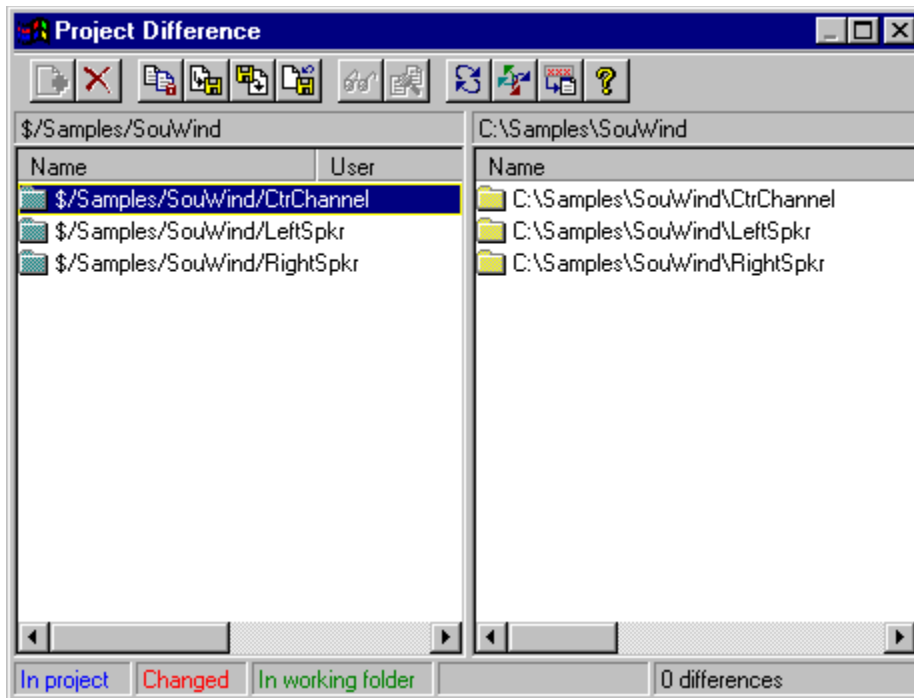 Project Difference
$/Samples/SouWind
C:\Samples\SouWind
Name User
Name
$/Samples/SouWind/CtrChannel
$/Samples/SouWind/LeftSpkr
$/Samples/SouWind/RightSpkr
C:\Samples\SouWind\CtrChannel
C:\Samples\SouWind\LeftSpkr
C:\Samples\SouWind\RightSpkr
In project Changed In working folder 0 differences